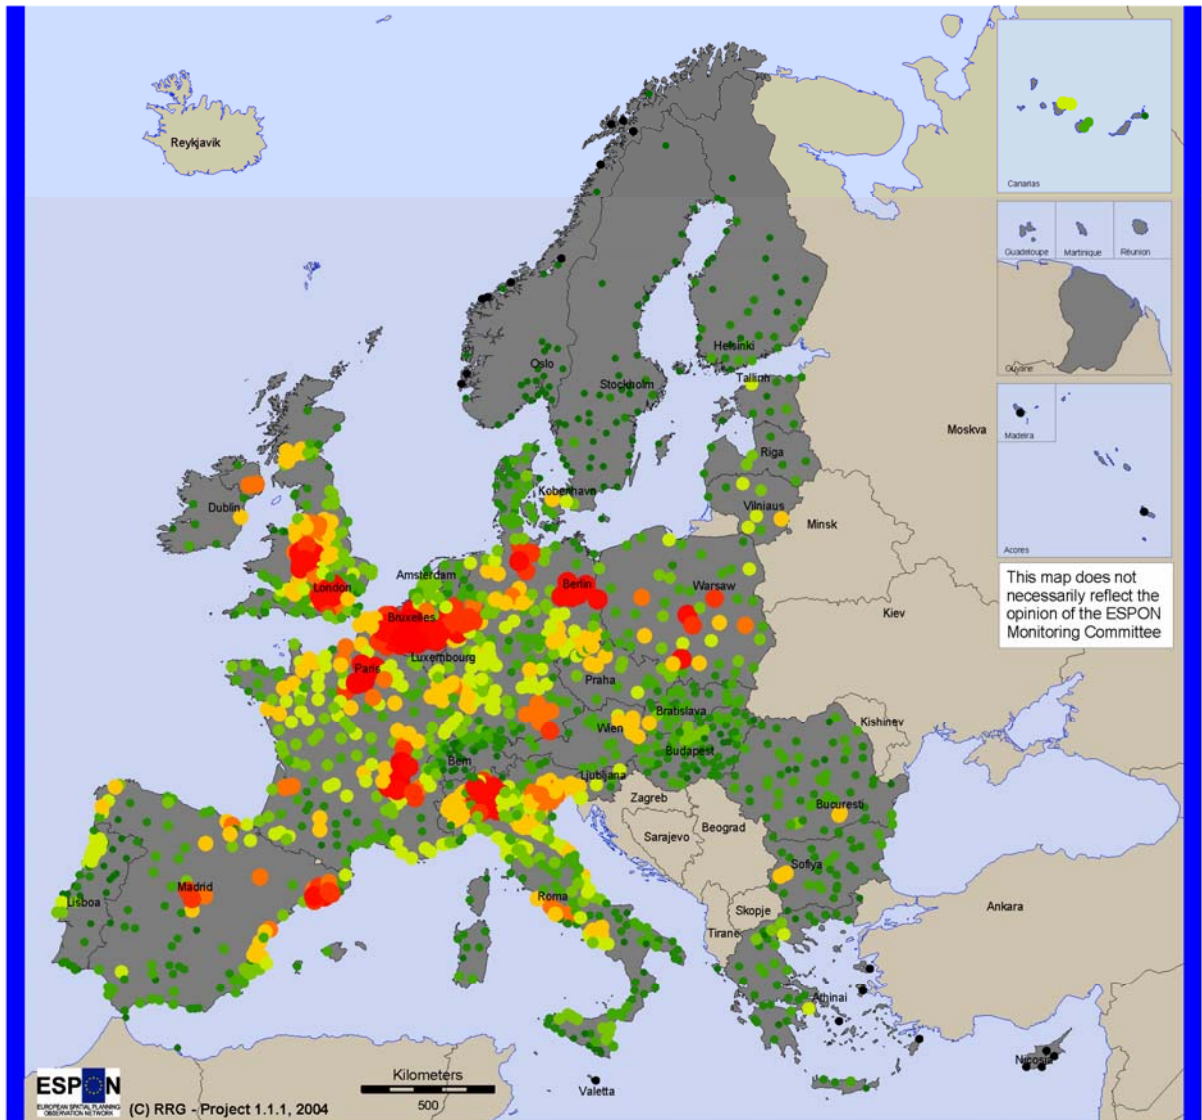 Reykjavik
Canarias
Guadeloupe
Martinique
Réunion
Guyane
Madeira
Acores
This map does not
necessarily reflect the
opinion of the ESPON
Monitoring Committee
Helsinki
Oslo
Tallinn
Stockholm
Moskva
Riga
Kobenhavn
Dublin
Vilniaus
Minsk
Amsterdam
London
Berlin
Warsaw
Bruxelles
Kiev
Luxembourg
Paris
Praha
Bratislava
Kishinev
Wien
Budapest
Bern
Ljubljana
Zagreb
Bucuresti
Beograd
Sarajevo
Sofiya
Madrid
Roma
Lisboa
Skopje
Ankara
Tirane
Athinai
Nicosia
Valetta
Kilometers
500
ESPON
EUROPEAN SPATIAL PLANNING
OBSERVATION NETWORK
(C) RRG - Project 1.1.1, 2004